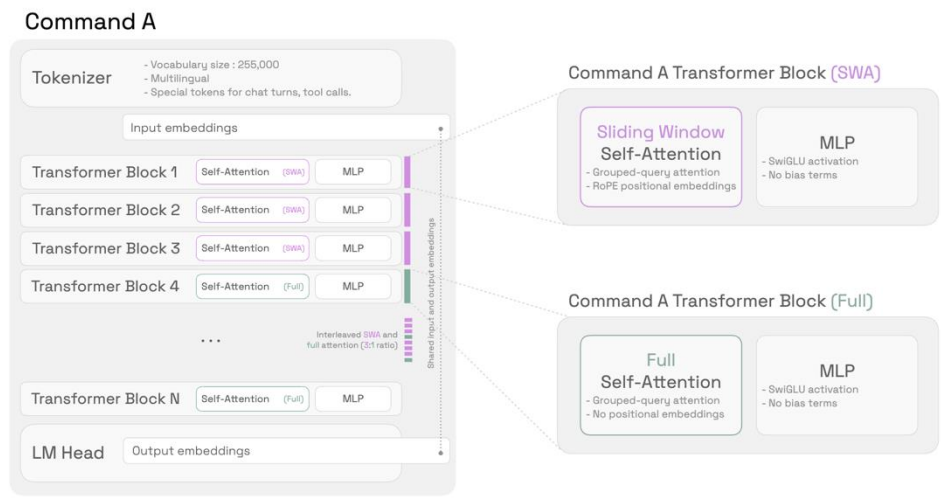 Command A
Tokenizer
- Vocabulary size : 255,000
- Multilingual
- Special tokens for chat turns, tool calls.
Input embeddings
Transformer Block 1 Self-Attention (SWA) MLP
Transformer Block 2 Self-Attention (SWA) MLP
Transformer Block 3 Self-Attention (SWA) MLP
Transformer Block 4 Self-Attention (Full) MLP
...
Interleaved SWA and
full attention (3:1 ratio)
Shared input and output embeddings
Transformer Block N Self-Attention (Full) MLP
LM Head
Output embeddings
Command A Transformer Block (SWA)
Sliding Window
Self-Attention
- Grouped-query attention
- RoPE positional embeddings
MLP
- SwiGLU activation
- No bias terms
Command A Transformer Block (Full)
Full
Self-Attention
- Grouped-query attention
- No positional embeddings
MLP
- SwiGLU activation
- No bias terms